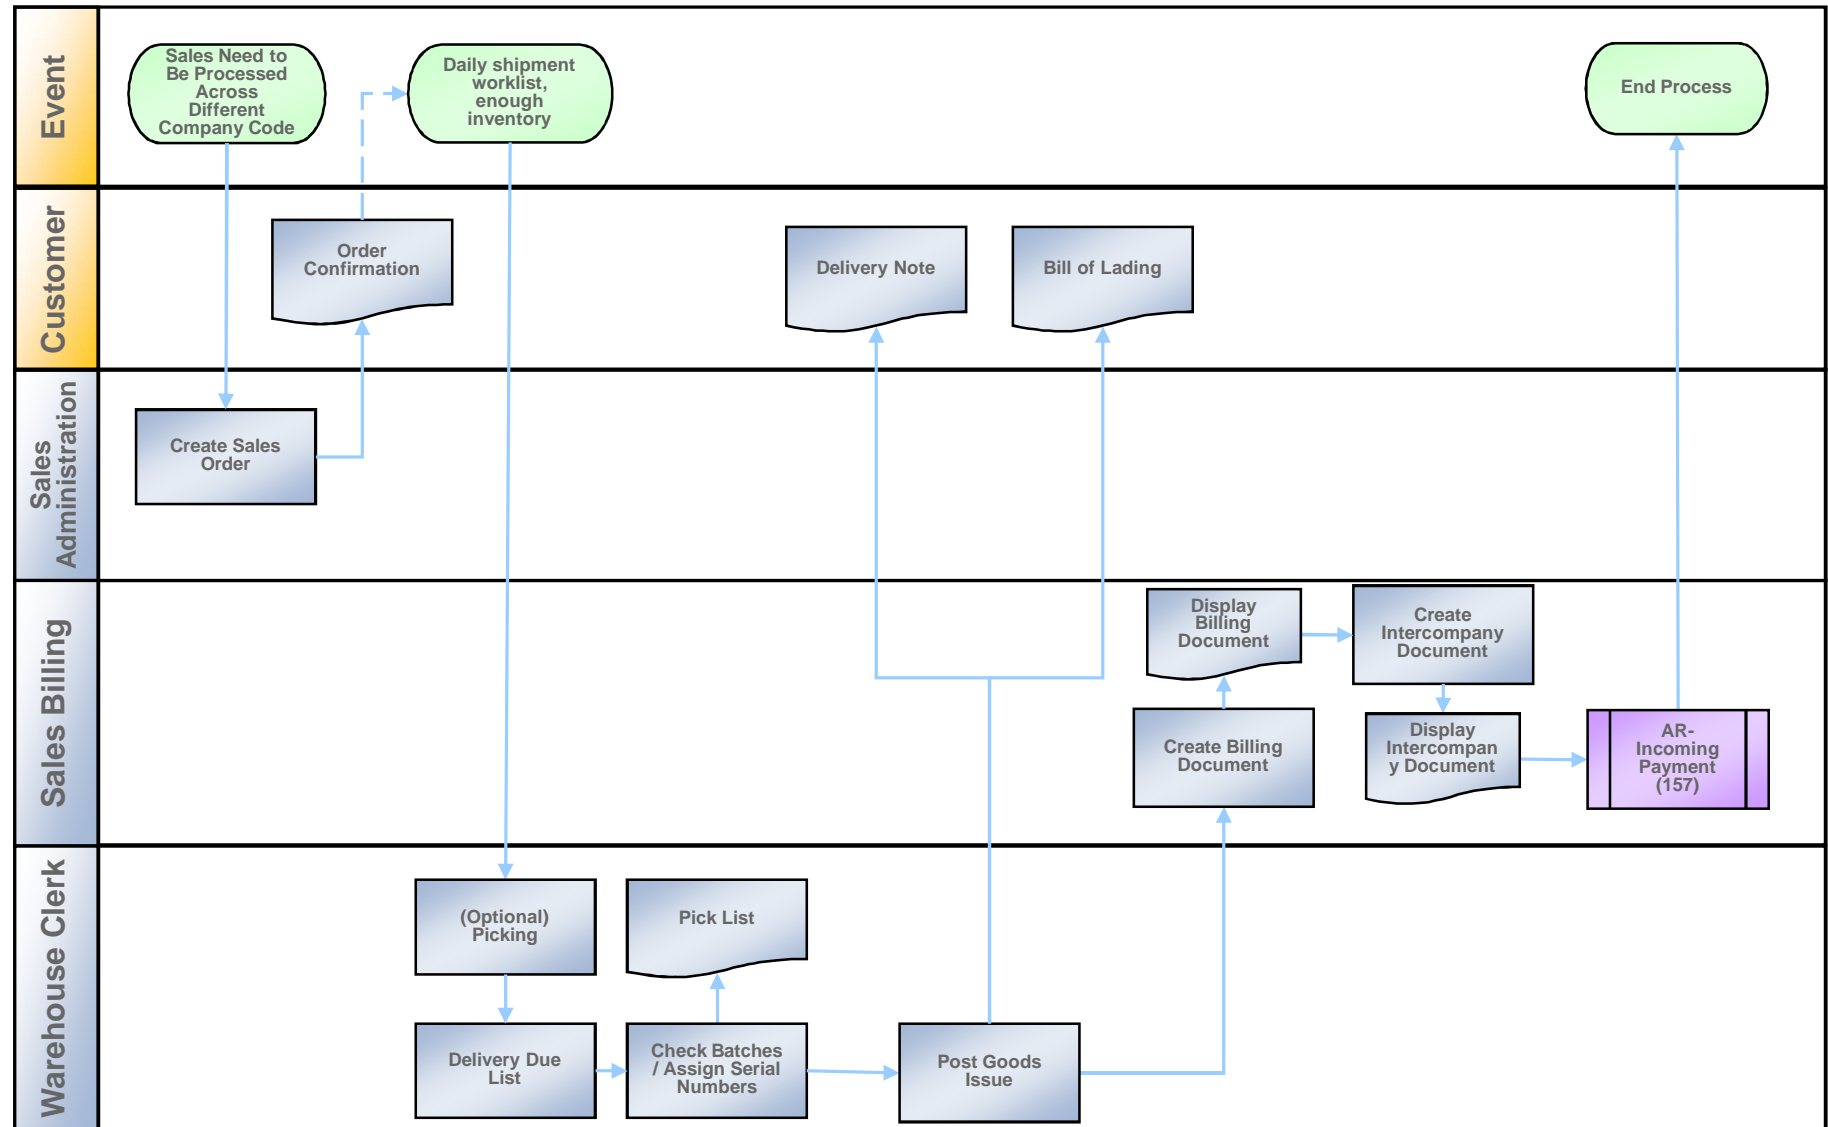 Event
Sales Need to
Be Processed
Across
Different
Company Code
Daily shipment
worklist,
enough
inventory
End Process
Customer
Order
Confirmation
Delivery Note
Bill of Lading
Sales
Administration
Create Sales
Order
Sales Billing
Display
Billing
Document
Create
Intercompany
Document
Create Billing
Document
Display
Intercompan
y Document
AR-
Incoming
Payment
(157)
Warehouse Clerk
(Optional)
Picking
Pick List
Delivery Due
List
Check Batches
/ Assign Serial
Numbers
Post Goods
Issue